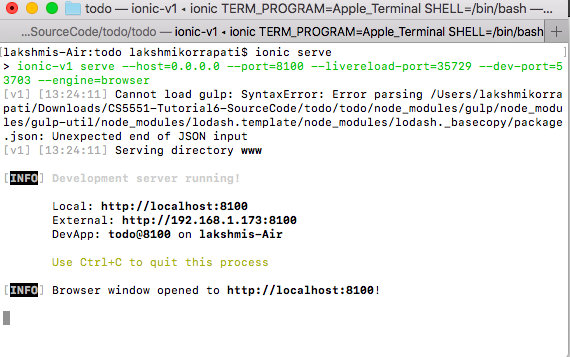 todo — ionic-v1 ◂ ionic TERM_PROGRAM=Apple_Terminal SHELL=/bin/bash —...
...SourceCode/todo/todo — ionic-v1 ◂ ionic TERM_PROGRAM=Apple_Terminal SHELL=/bin/bash +
[lakshmis-Air:todo lakshmikorrapati$ ionic serve ]
> ionic-v1 serve --host=0.0.0.0 --port=8100 --livereload-port=35729 --dev-port=5
3703 --engine=browser
[v1] [13:24:11] Cannot load gulp: SyntaxError: Error parsing /Users/lakshmikorra
pati/Downloads/CS5551-Tutorial6-SourceCode/todo/todo/node_modules/gulp/node_modu
les/gulp-util/node_modules/lodash.template/node_modules/lodash._basecopy/package
.json: Unexpected end of JSON input
[v1] [13:24:11] Serving directory www
[INFO] Development server running!
Local: http://localhost:8100
External: http://192.168.1.173:8100
DevApp: todo@8100 on lakshmis-Air
Use Ctrl+C to quit this process
[INFO] Browser window opened to http://localhost:8100!